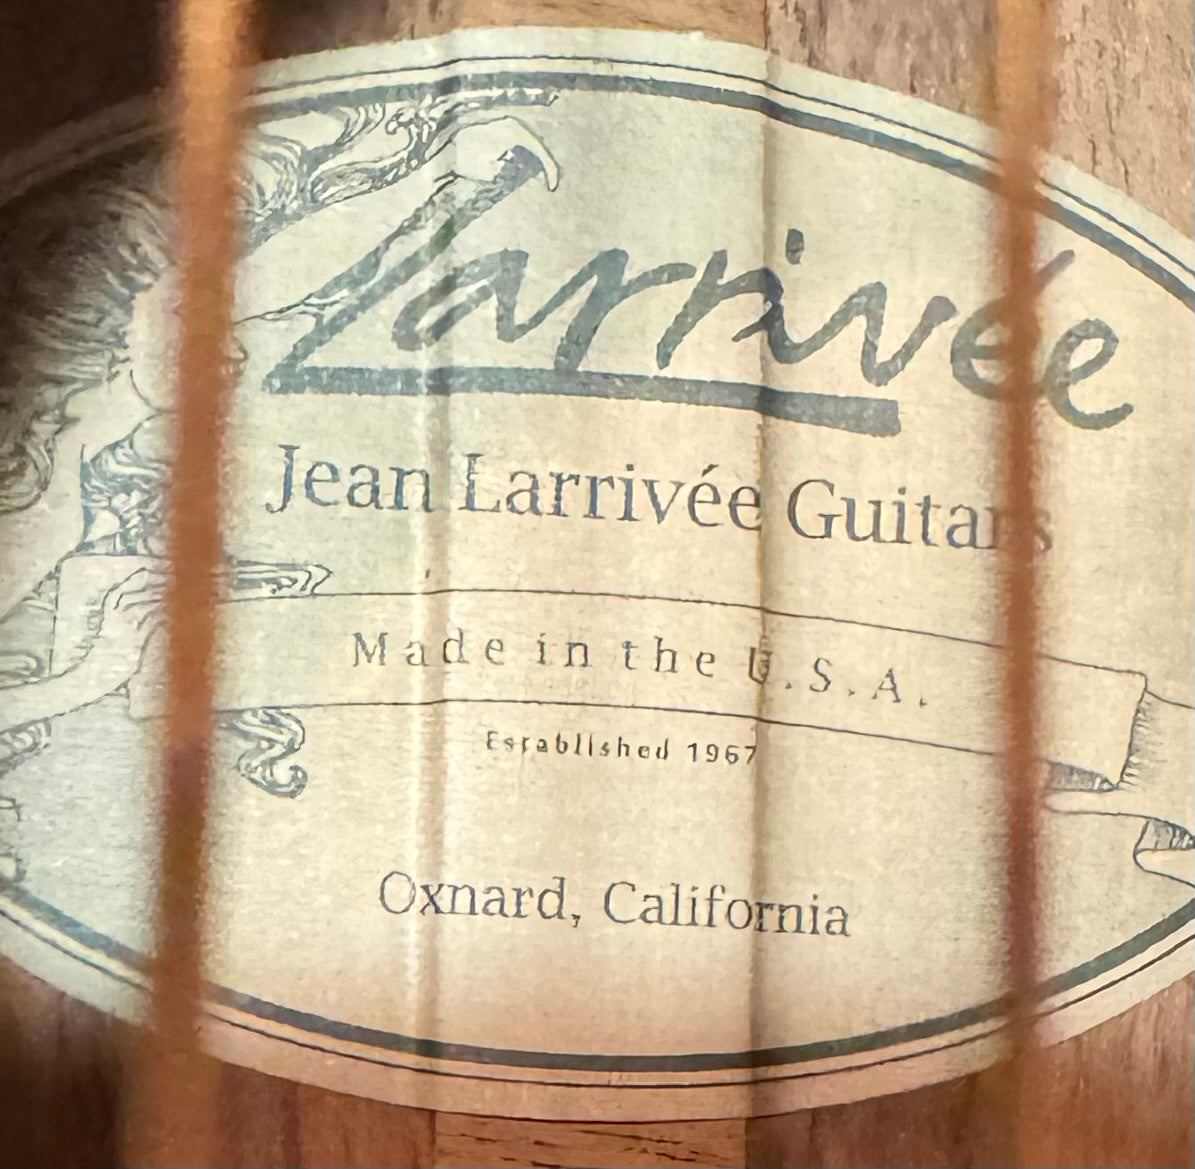 Larrivée
Jean Larrivée Guitars
Made in the U.S.A.
Established 1967
Oxnard, California